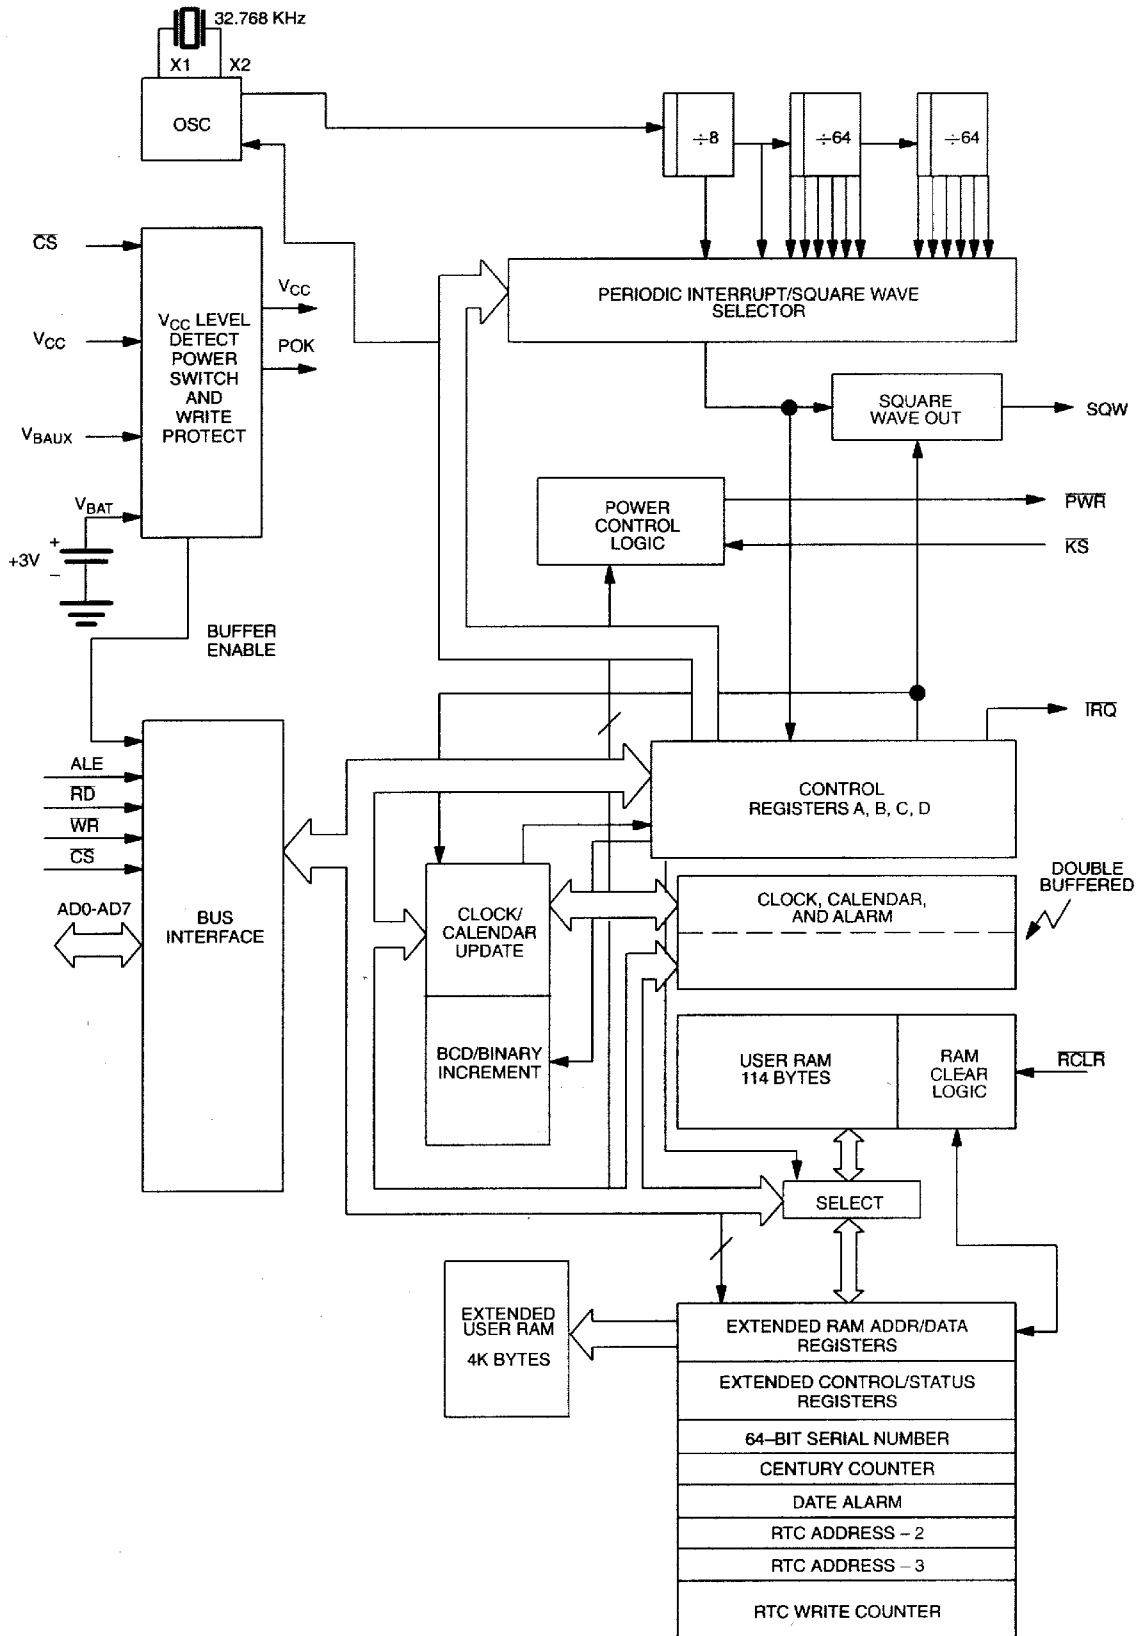 32.768 KHz
X1
X2
OSC
÷8
÷64
÷64
CS
VCC
VBAUX
VBAT
+
+3V
–
VCC LEVEL
DETECT
POWER
SWITCH
AND
WRITE
PROTECT
VCC
POK
PERIODIC INTERRUPT/SQUARE WAVE
SELECTOR
SQUARE
WAVE OUT
SQW
POWER
CONTROL
LOGIC
PWR
KS
BUFFER
ENABLE
IRQ
ALE
RD
WR
CS
AD0-AD7
BUS
INTERFACE
CONTROL
REGISTERS A, B, C, D
DOUBLE
BUFFERED
CLOCK/
CALENDAR
UPDATE
CLOCK, CALENDAR,
AND ALARM
BCD/BINARY
INCREMENT
USER RAM
114 BYTES
RAM
CLEAR
LOGIC
RCLR
SELECT
EXTENDED
USER RAM
4K BYTES
EXTENDED RAM ADDR/DATA
REGISTERS
EXTENDED CONTROL/STATUS
REGISTERS
64–BIT SERIAL NUMBER
CENTURY COUNTER
DATE ALARM
RTC ADDRESS – 2
RTC ADDRESS – 3
RTC WRITE COUNTER